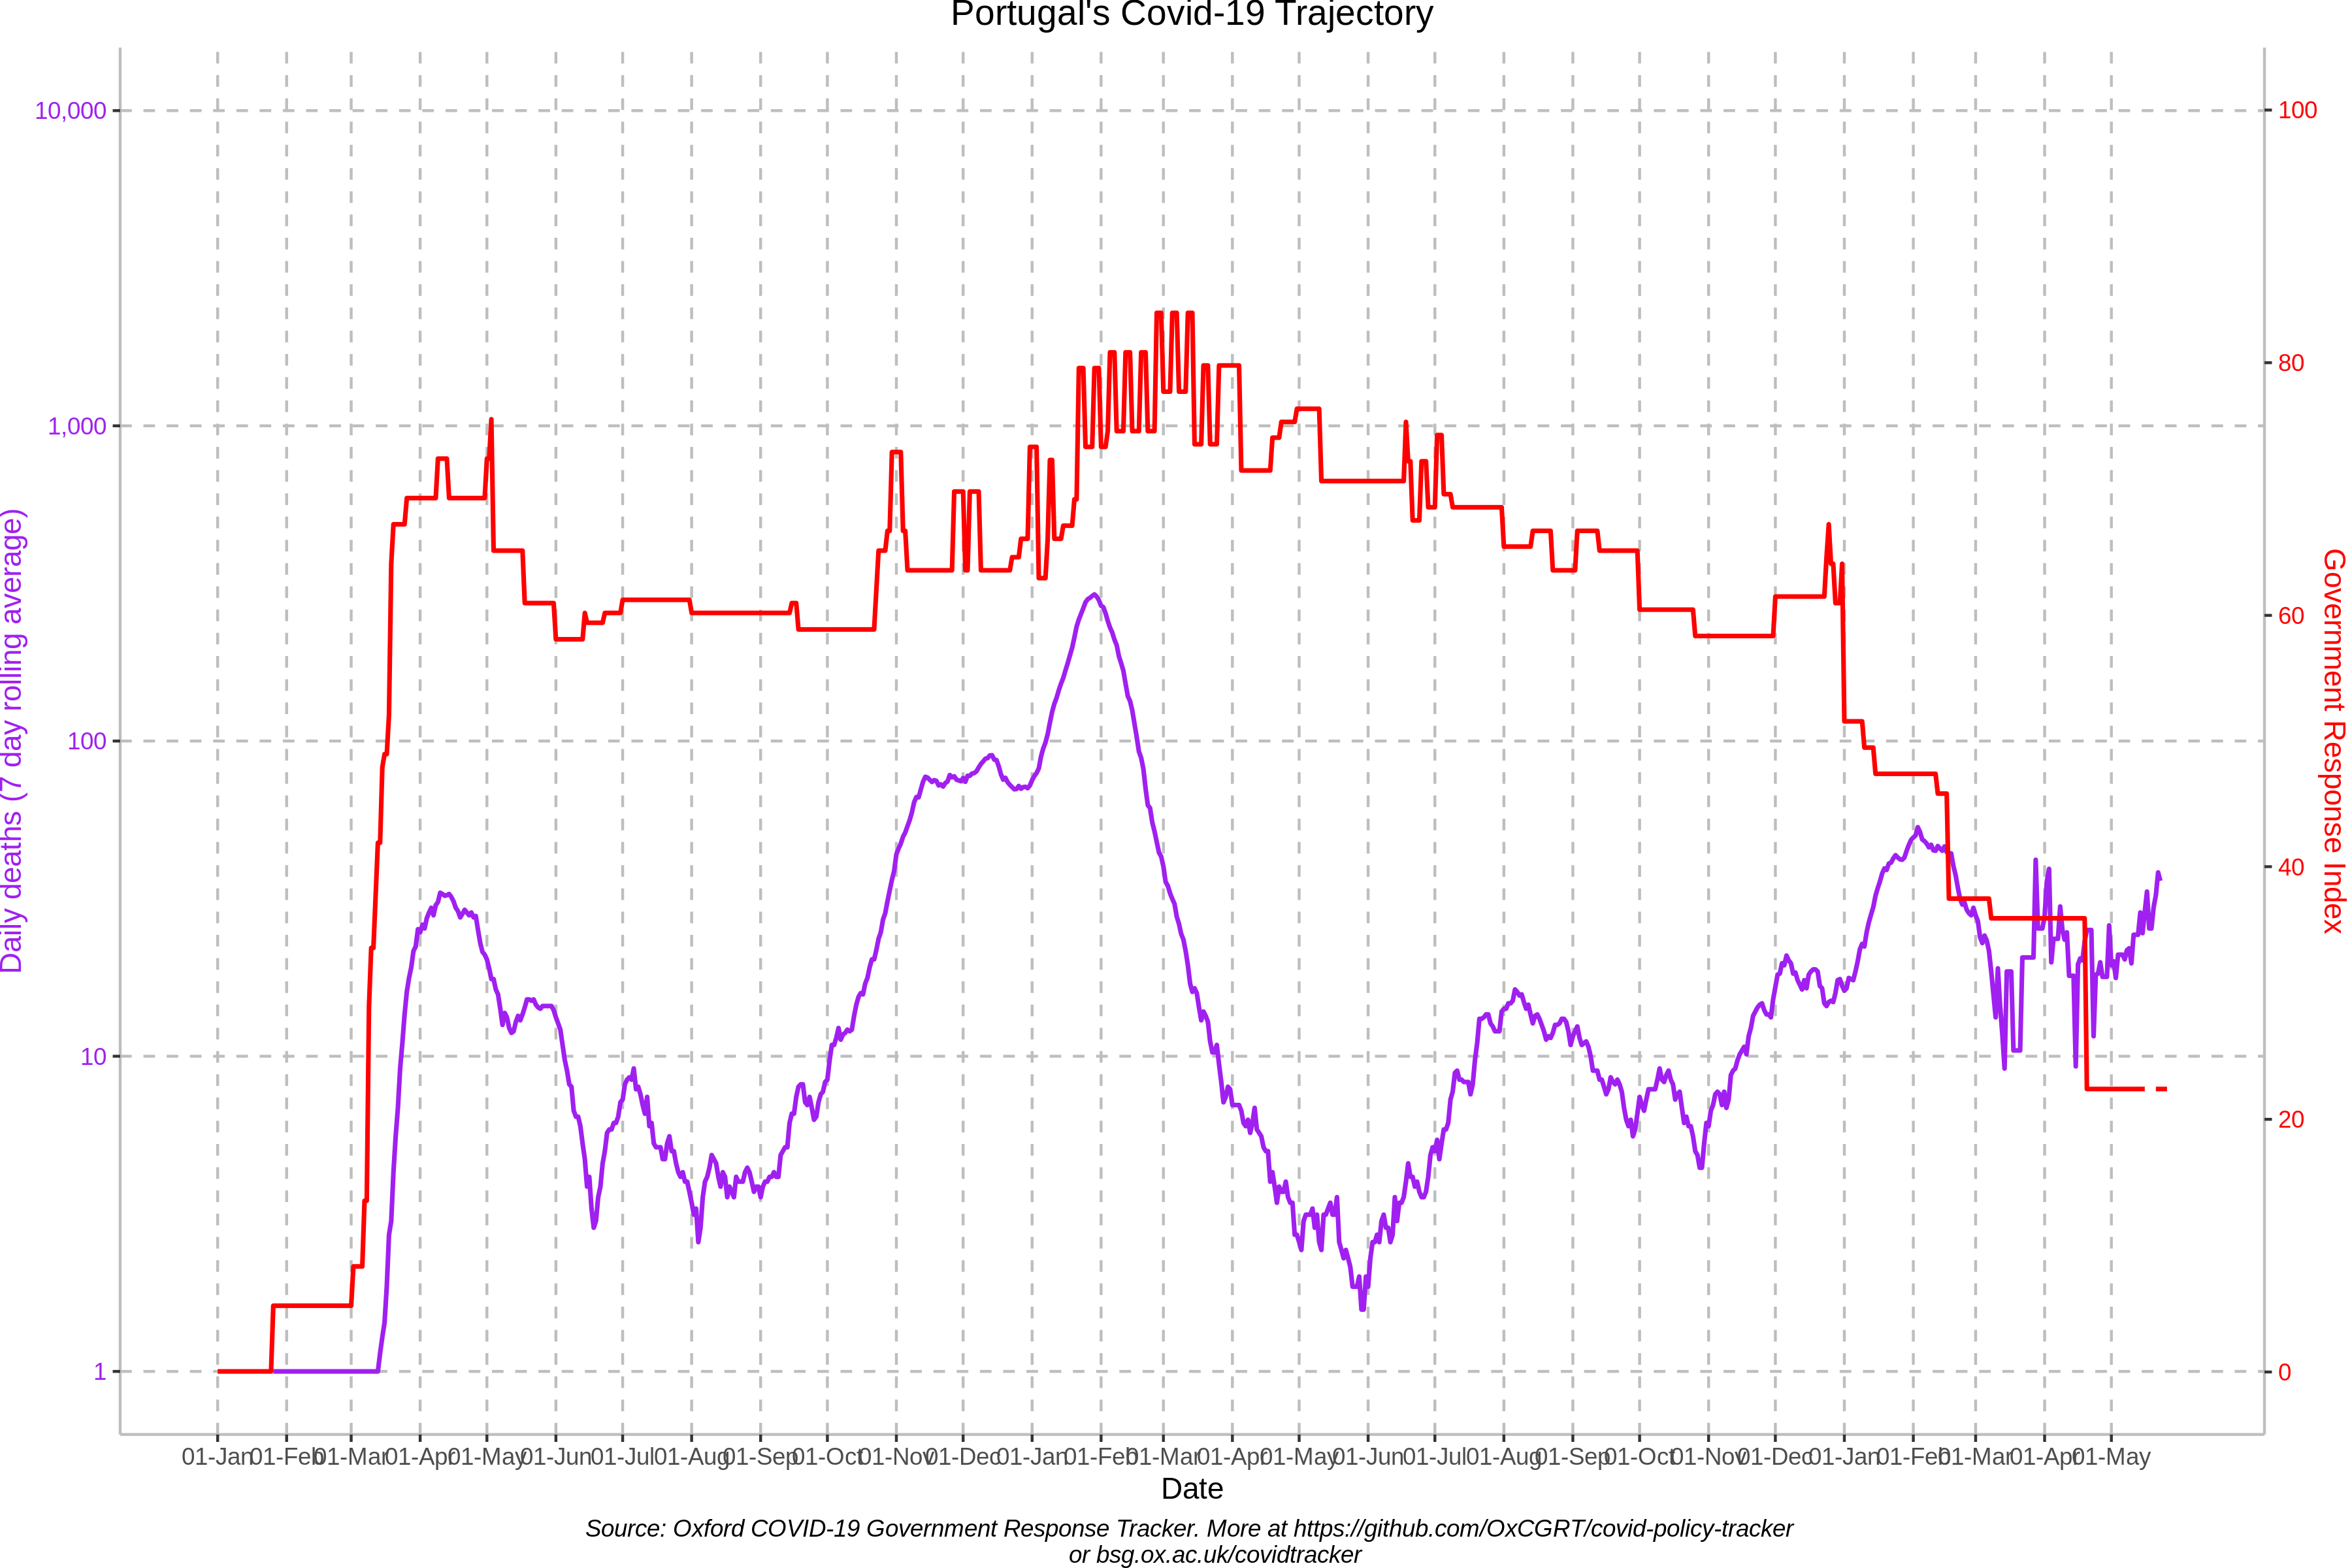 Portugal's Covid-19 Trajectory
10,000
1,000
100
10
1
Daily deaths (7 day rolling average)
100
80
60
40
20
0
Government Response Index
01-Jan 01-Feb 01-Mar 01-Apr 01-May 01-Jun 01-Jul 01-Aug 01-Sep 01-Oct 01-Nov 01-Dec 01-Jan 01-Feb 01-Mar 01-Apr 01-May 01-Jun 01-Jul 01-Aug 01-Sep 01-Oct 01-Nov 01-Dec 01-Jan 01-Feb 01-Mar 01-Apr 01-May
Date
Source: Oxford COVID-19 Government Response Tracker. More at https://github.com/OxCGRT/covid-policy-tracker
or bsg.ox.ac.uk/covidtracker